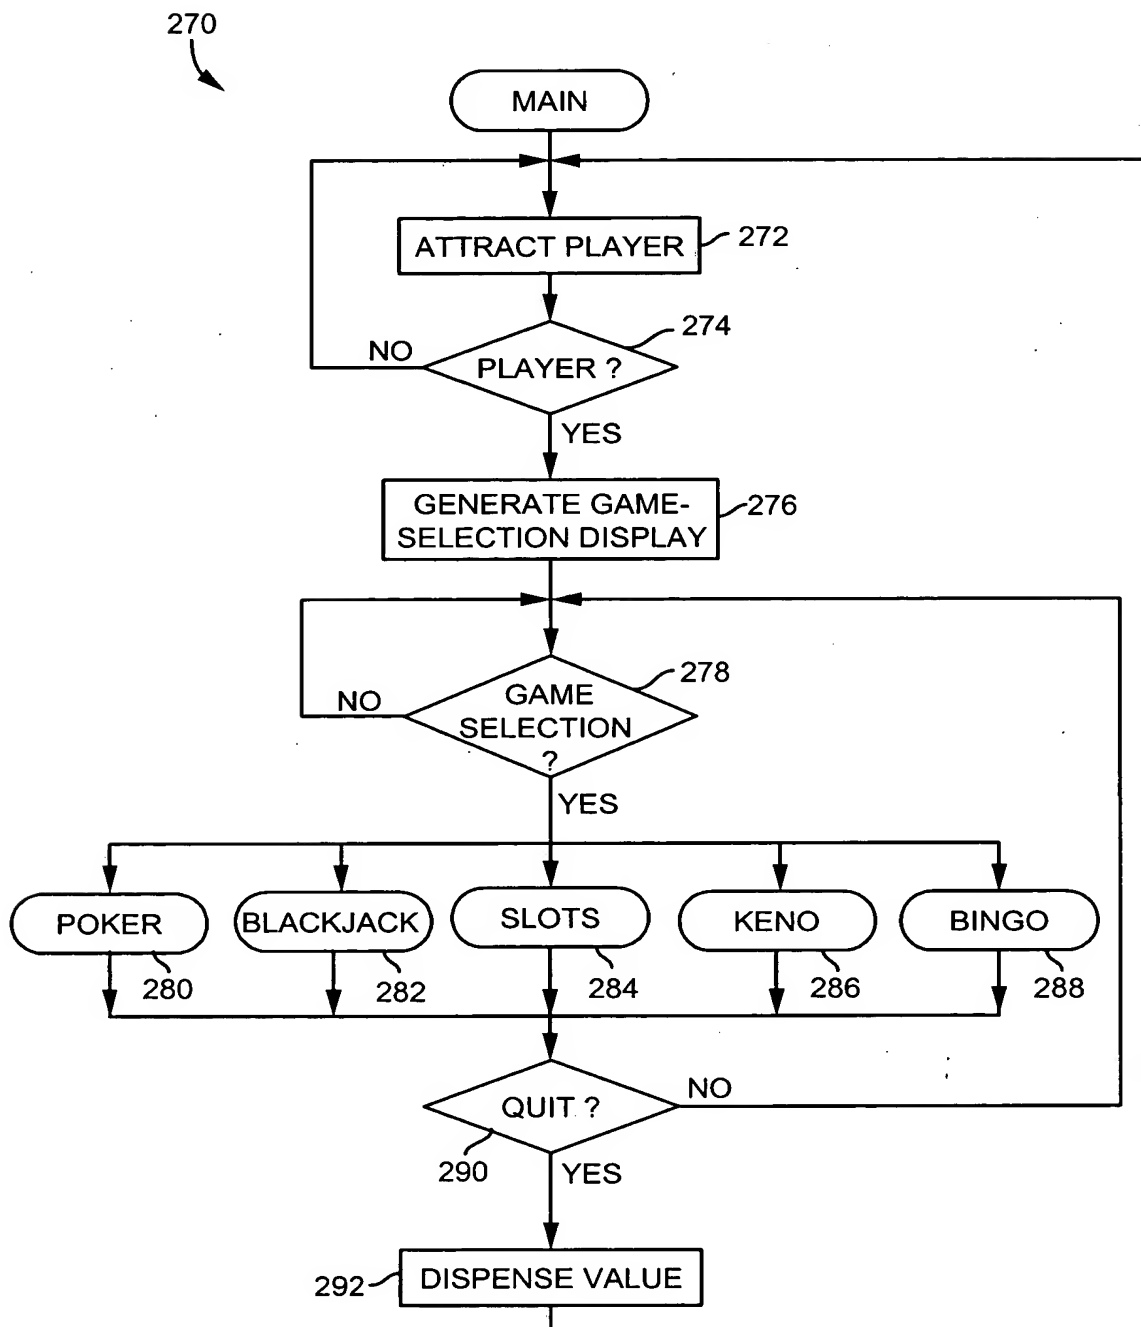 270
MAIN
ATTRACT PLAYER
272
274
NO
PLAYER ?
YES
GENERATE GAME-
SELECTION DISPLAY
276
278
NO
GAME
SELECTION
?
YES
POKER
BLACKJACK
SLOTS
KENO
BINGO
280
282
284
286
288
QUIT ?
NO
290
YES
292
DISPENSE VALUE